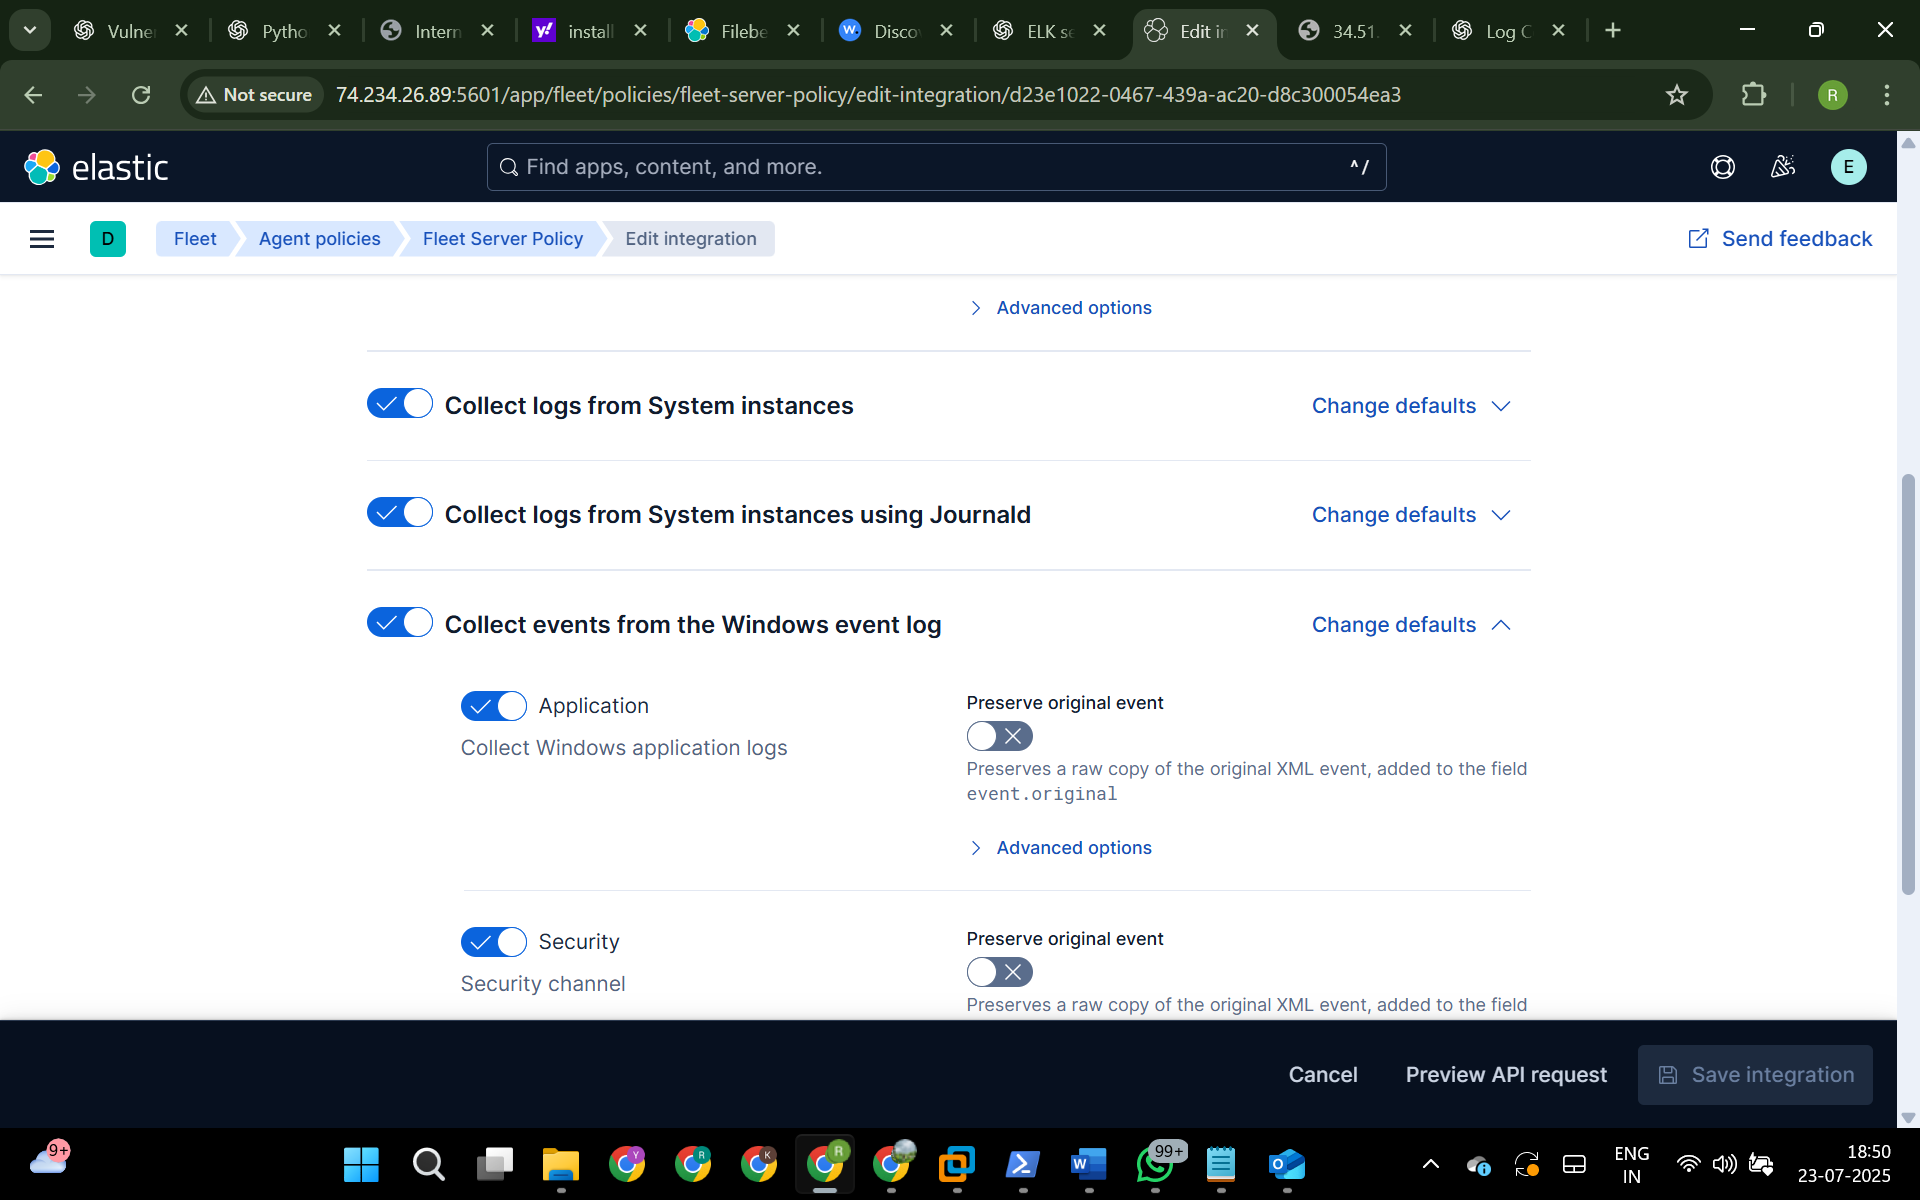 Vulne
Pytho
Intern
install
Filebe
Disco
ELK se
Edit in
34.51.
Log C
Not secure
74.234.26.89:5601/app/fleet/policies/fleet-server-policy/edit-integration/d23e1022-0467-439a-ac20-d8c300054ea3
R
elastic
Find apps, content, and more.
^/
E
D
Fleet
Agent policies
Fleet Server Policy
Edit integration
Send feedback
Advanced options
Collect logs from System instances
Change defaults
Collect logs from System instances using Journald
Change defaults
Collect events from the Windows event log
Change defaults
Application
Collect Windows application logs
Preserve original event
Preserves a raw copy of the original XML event, added to the field
event.original
Advanced options
Security
Security channel
Preserve original event
Preserves a raw copy of the original XML event, added to the field
Cancel
Preview API request
Save integration
9+
Y
R
K
R
99+
ENG
IN
18:50
23-07-2025